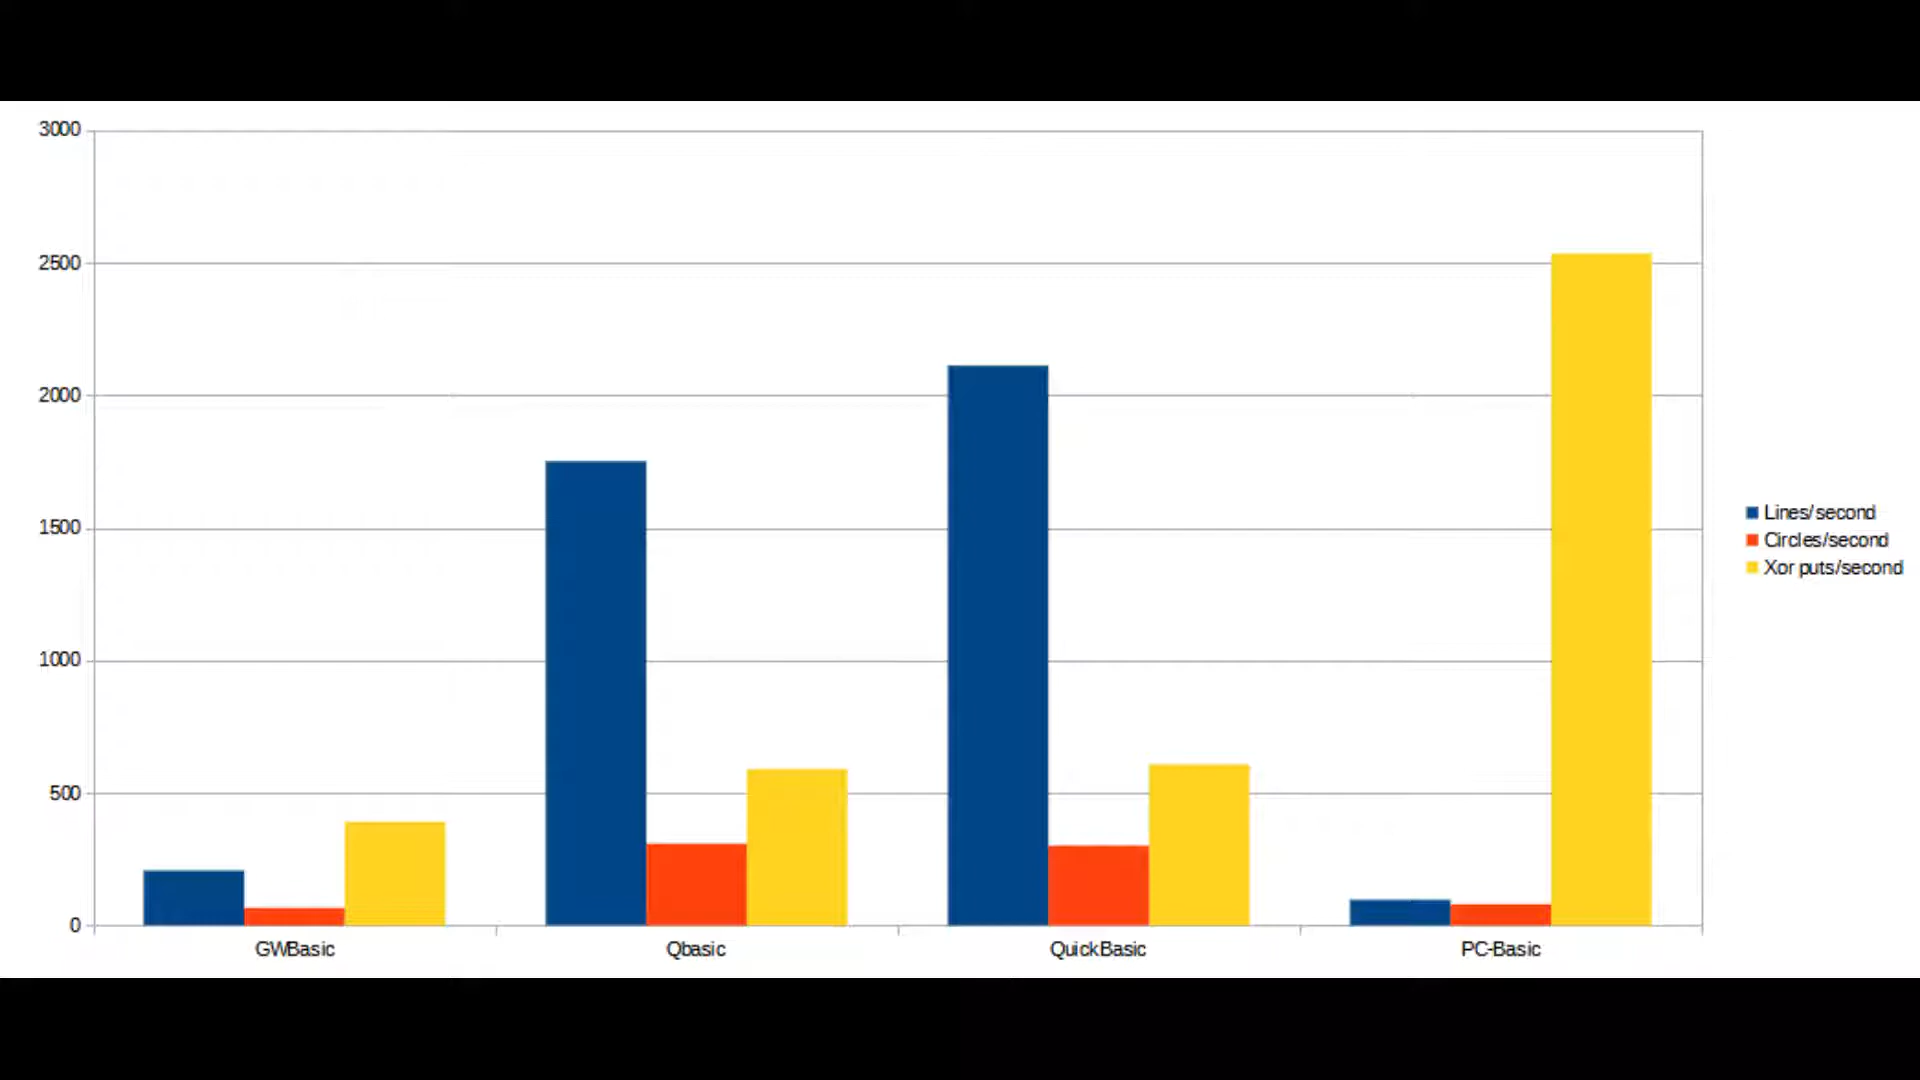 3000
2500
2000
1500
1000
500
0
GWBasic Qbasic QuickBasic PC-Basic
Lines/second
Circles/second
Xor puts/second